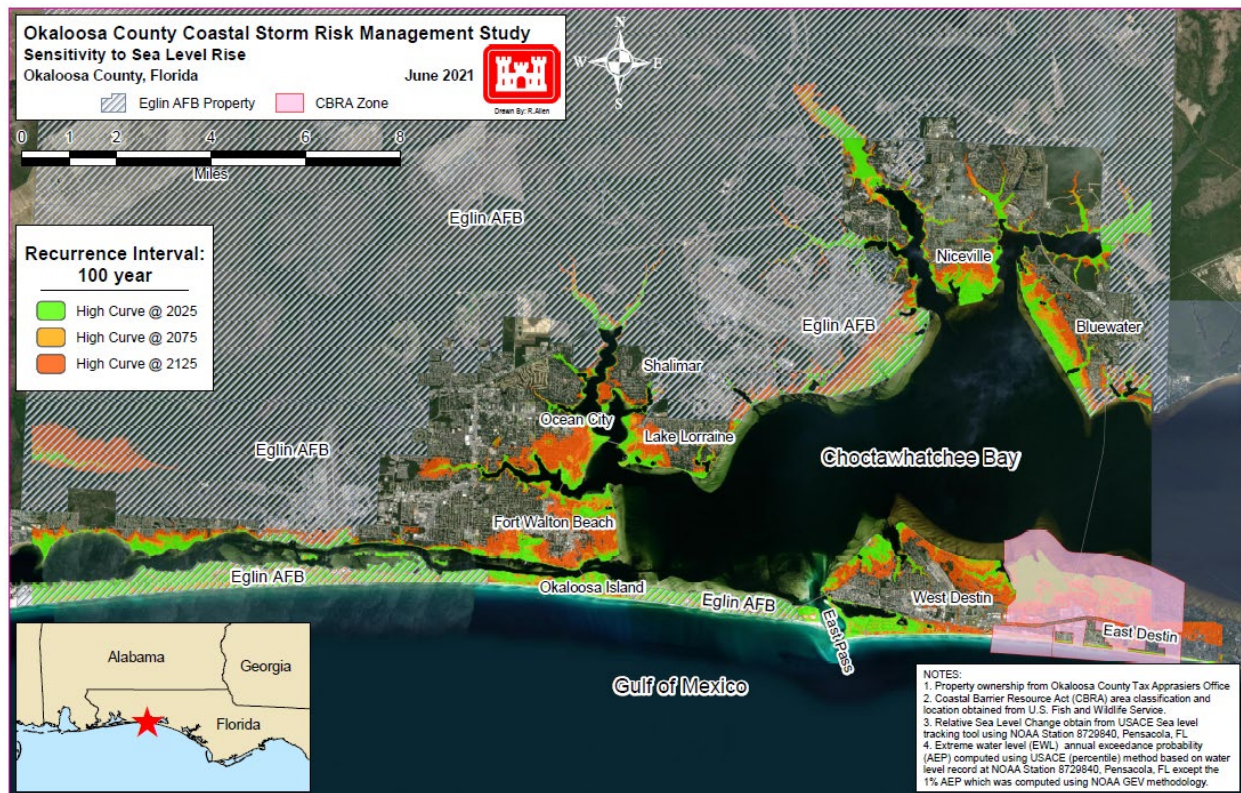 Okaloosa County Coastal Storm Risk Management Study
Sensitivity to Sea Level Rise
Okaloosa County, Florida June 2021
Eglin AFB Property CBRA Zone
Drawn By: R.Allen
N
W E
S
0 1 2 4 6 8
Miles
Recurrence Interval:
100 year
High Curve @ 2025
High Curve @ 2075
High Curve @ 2125
Eglin AFB
Niceville
Eglin AFB
Bluewater
Shalimar
Ocean City
Lake Lorraine
Eglin AFB
Choctawhatchee Bay
Fort Walton Beach
Eglin AFB
Okaloosa Island
Eglin AFB
West Destin
East Pass
East Destin
Gulf of Mexico
Alabama
Georgia
Florida
NOTES:
1. Property ownership from Okaloosa County Tax Apprasiers Office
2. Coastal Barrier Resource Act (CBRA) area classification and
location obtained from U.S. Fish and Wildlife Service.
3. Relative Sea Level Change obtain from USACE Sea level
tracking tool using NOAA Station 8729840, Pensacola, FL
4. Extreme water level (EWL) annual exceedance probability
(AEP) computed using USACE (percentile) method based on water
level record at NOAA Station 8729840, Pensacola, FL except the
1% AEP which was computed using NOAA GEV methodology.